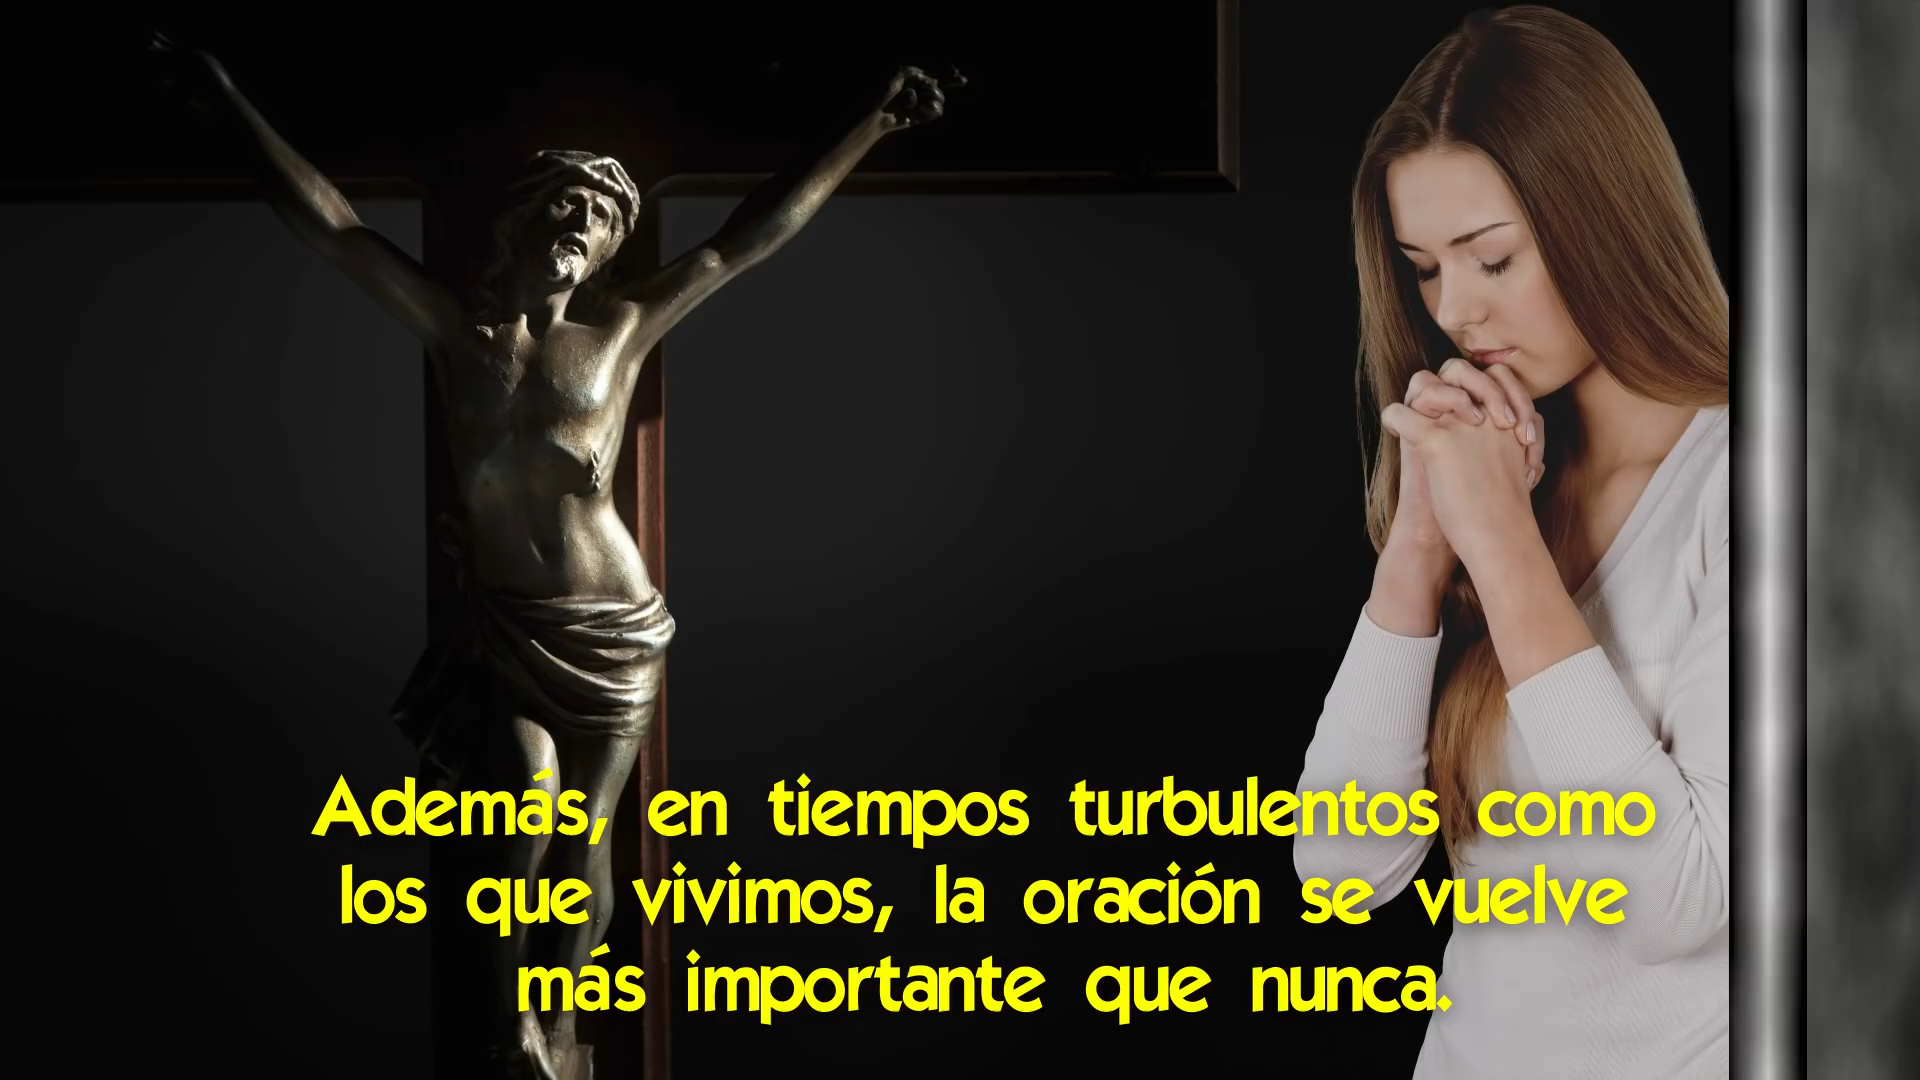 Además, en tiempos turbulentos como
los que vivimos, la oración se vuelve
más importante que nunca.